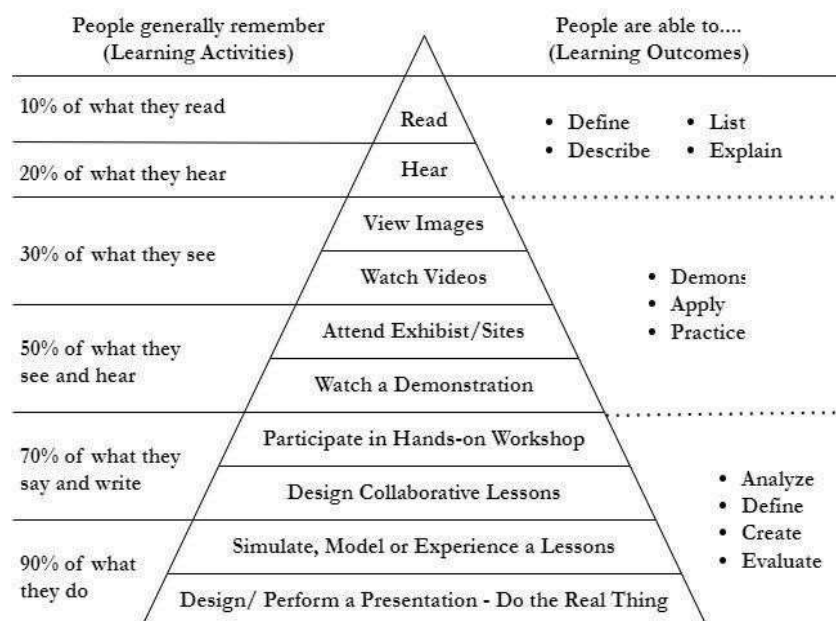 People generally remember
(Learning Activities)
People are able to....
(Learning Outcomes)
10% of what they read
Read
• Define
• List
• Describe
• Explain
20% of what they hear
Hear
30% of what they see
View Images
Watch Videos
• Demons
• Apply
• Practice
50% of what they
see and hear
Attend Exhibist/Sites
Watch a Demonstration
70% of what they
say and write
Participate in Hands-on Workshop
Design Collaborative Lessons
• Analyze
• Define
• Create
• Evaluate
90% of what
they do
Simulate, Model or Experience a Lessons
Design/ Perform a Presentation - Do the Real Thing